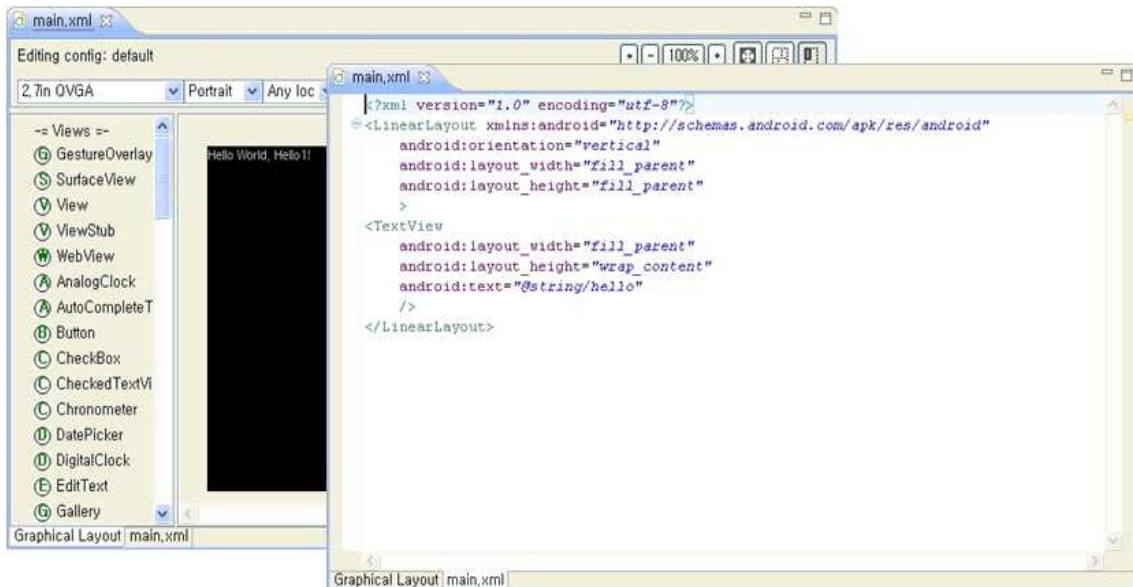 main.xml
Editing config: default
100%
2,7in QVGA
Portrait
Any loc
-= Views =-
GestureOverlay
SurfaceView
View
ViewStub
WebView
AnalogClock
AutoCompleteT
Button
CheckBox
CheckedTextVi
Chronometer
DatePicker
DigitalClock
EditText
Gallery
Hello World, Hello1!
Graphical Layout main.xml
main.xml
<?xml version="1.0" encoding="utf-8"?>
<LinearLayout xmlns:android="http://schemas.android.com/apk/res/android"
android:orientation="vertical"
android:layout_width="fill_parent"
android:layout_height="fill_parent"
>
<TextView
android:layout_width="fill_parent"
android:layout_height="wrap_content"
android:text="@string/hello"
/>
</LinearLayout>
Graphical Layout main.xml